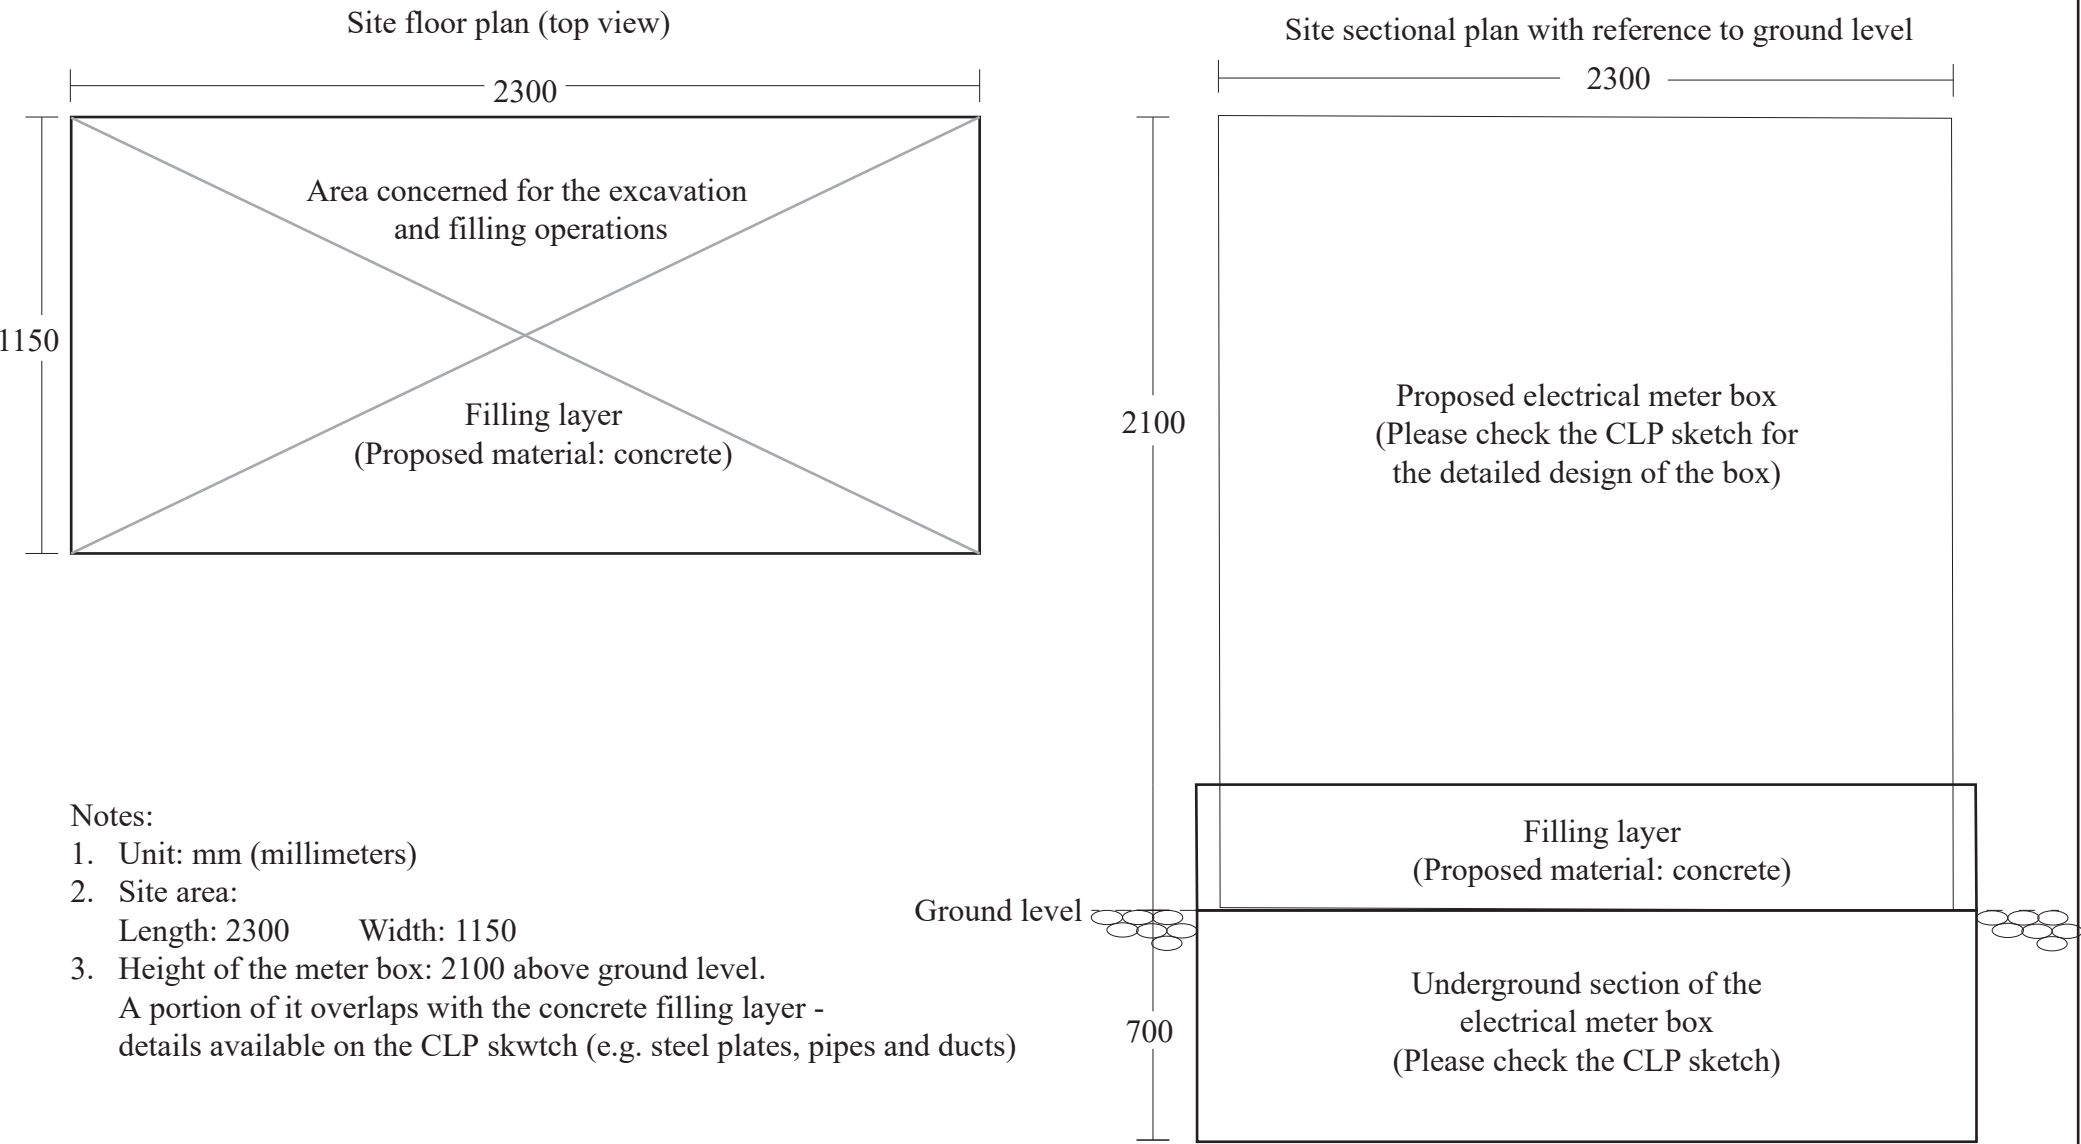 Site floor plan (top view)
2300
1150
Area concerned for the excavation
and filling operations
Filling layer
(Proposed material: concrete)
Notes:
1. Unit: mm (millimeters)
2. Site area:
Length: 2300 Width: 1150
3. Height of the meter box: 2100 above ground level.
A portion of it overlaps with the concrete filling layer -
details available on the CLP skwtch (e.g. steel plates, pipes and ducts)
Site sectional plan with reference to ground level
2300
2100
Proposed electrical meter box
(Please check the CLP sketch for
the detailed design of the box)
Filling layer
(Proposed material: concrete)
Ground level
700
Underground section of the
electrical meter box
(Please check the CLP sketch)